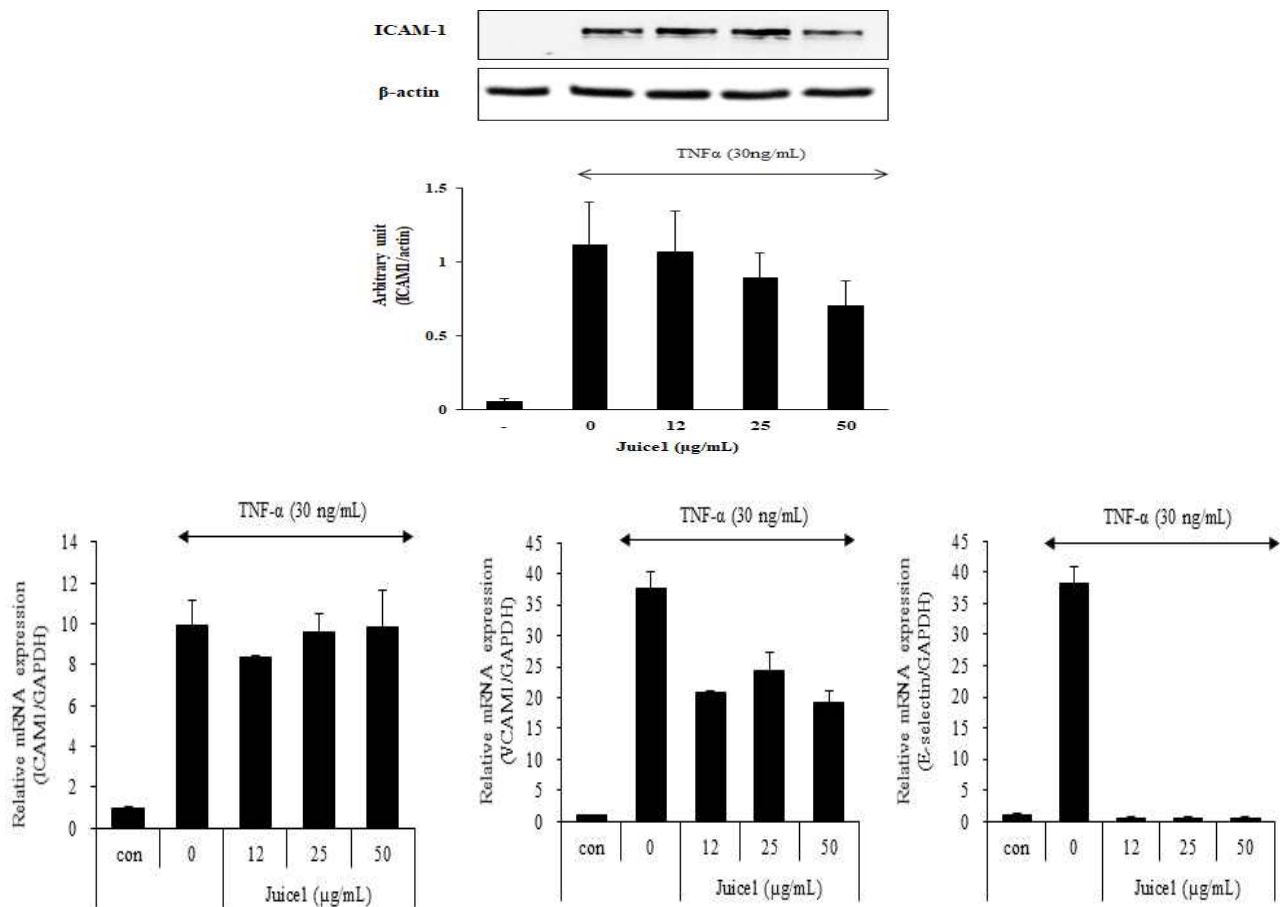 ICAM-1
β-actin
TNFα (30ng/mL)
Arbitrary unit
(ICAM1/actin)
1.5
1
0.5
0
- 0 12 25 50
Juice1 (µg/mL)
TNF-α (30 ng/mL)
Relative mRNA expression
(ICAM1/GAPDH)
14
12
10
8
6
4
2
0
con 0 12 25 50
Juice1 (µg/mL)
TNF-α (30 ng/mL)
Relative mRNA expression
(VCAM1/GAPDH)
45
40
35
30
25
20
15
10
5
0
con 0 12 25 50
Juice1 (µg/mL)
TNF-α (30 ng/mL)
Relative mRNA expression
(E-selectin/GAPDH)
45
40
35
30
25
20
15
10
5
0
con 0 12 25 50
Juice1 (µg/mL)